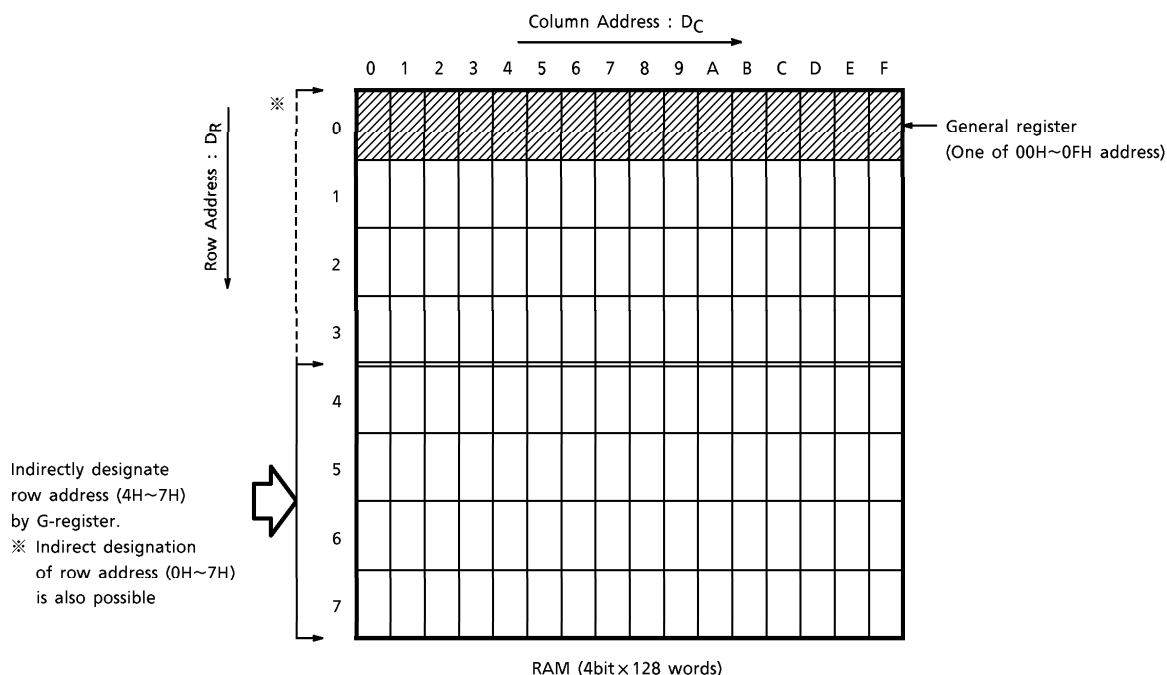 Column Address : DC
0 1 2 3 4 5 6 7 8 9 A B C D E F
※
Row Address : DR
0
General register
(One of 00H~0FH address)
1
2
3
4
5
6
7
Indirectly designate
row address (4H~7H)
by G-register.
※ Indirect designation
of row address (0H~7H)
is also possible
RAM (4bit×128 words)